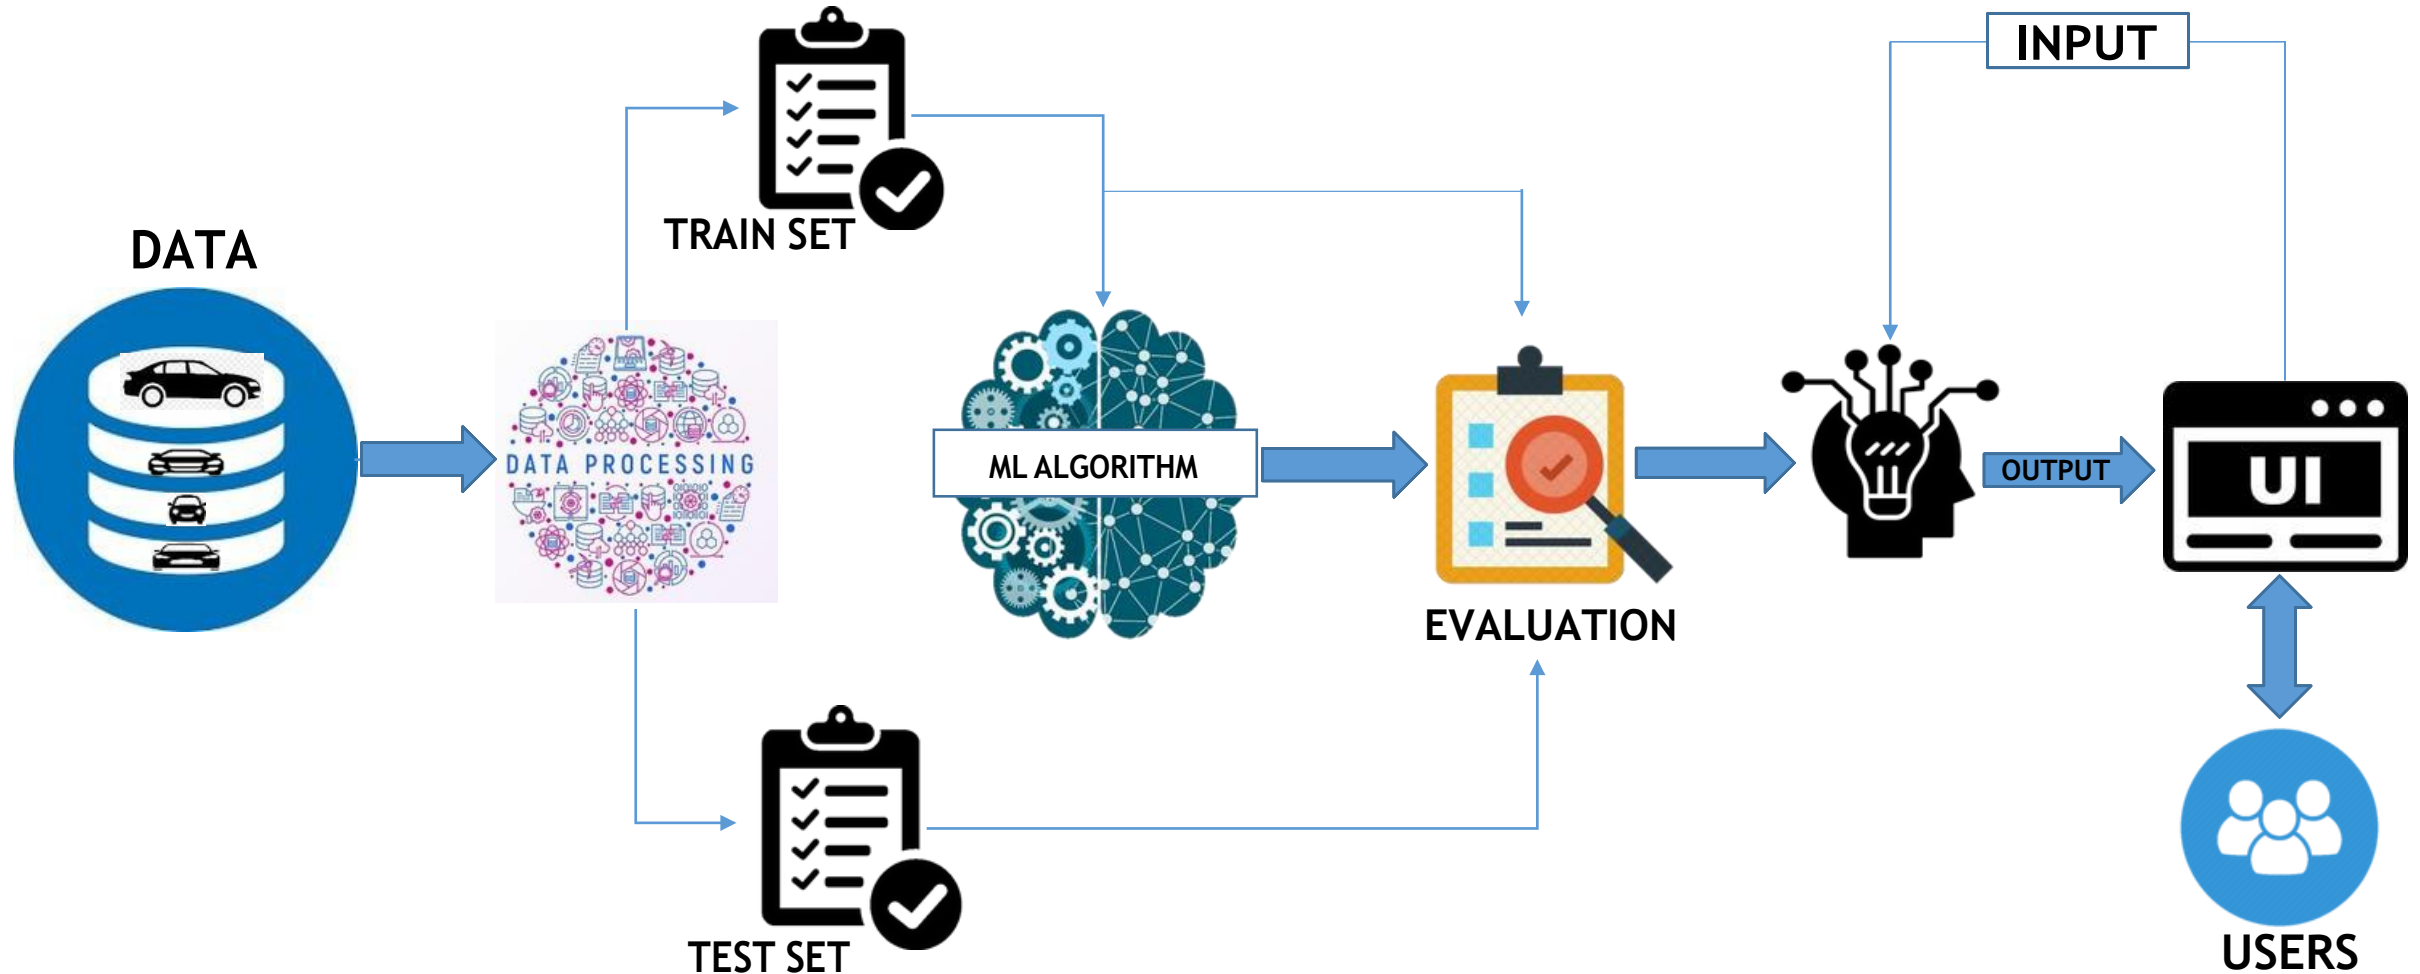 INPUT
TRAIN SET
DATA
DATA PROCESSING
ML ALGORITHM
OUTPUT
UI
EVALUATION
TEST SET
USERS